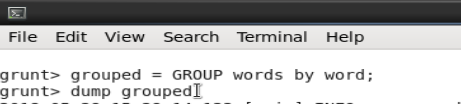 File Edit View Search Terminal Help
grunt> grouped = GROUP words by word;
grunt> dump grouped